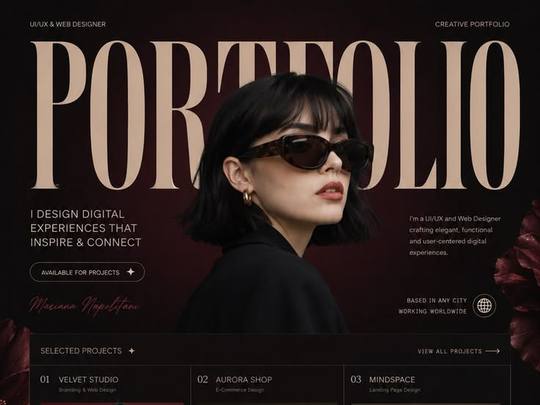 UI/UX & WEB DESIGNER
CREATIVE PORTFOLIO
PORTFOLIO
I DESIGN DIGITAL
EXPERIENCES THAT
INSPIRE & CONNECT
I'm a UI/UX and Web Designer
crafting elegant, functional
and user-centered digital
experiences.
AVAILABLE FOR PROJECTS
Mariana Napolitani
BASED IN ANY CITY
WORKING WORLDWIDE
SELECTED PROJECTS
VIEW ALL PROJECTS
01 VELVET STUDIO
Branding & Web Design
02 AURORA SHOP
E-Commerce Design
03 MINDSPACE
Landing Page Design